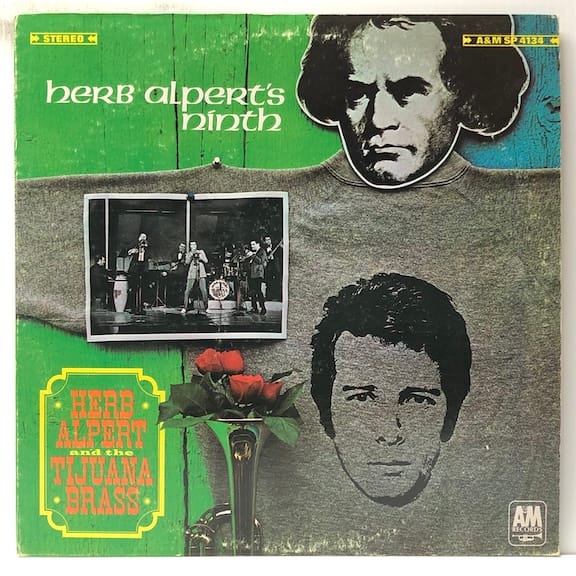 STEREO
A&M SP 4134
herb alpert's
ninth
HERB
ALPERT
and the
TIJUANA
BRASS
A&M
RECORDS